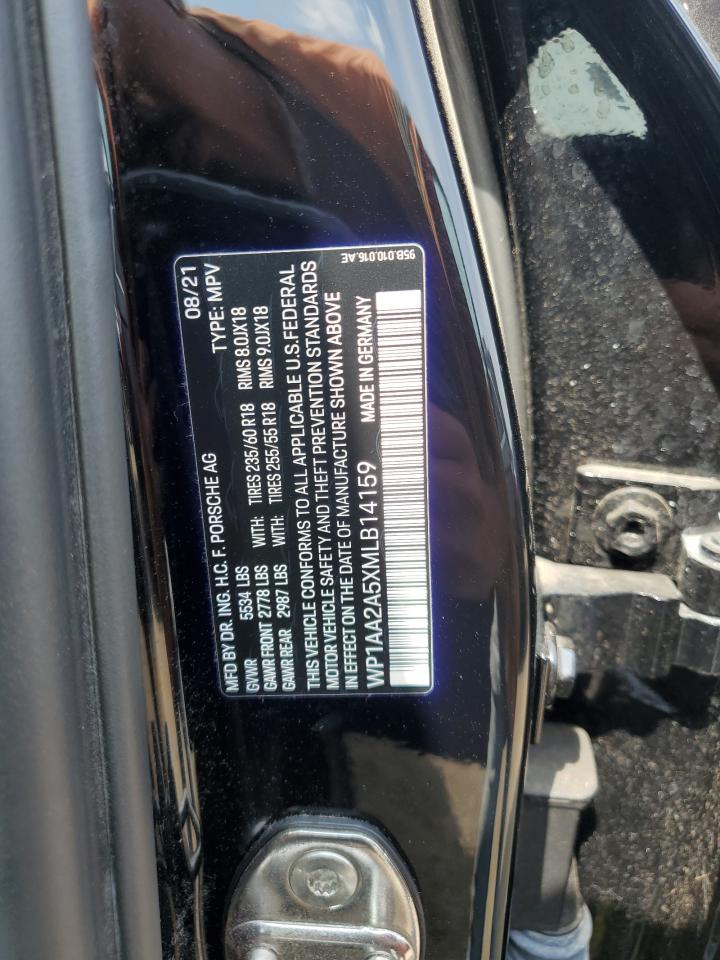 MFD BY DR. ING. H.C. F. PORSCHE AG 08/21
GVWR 5534 LBS TYPE: MPV
GAWR FRONT 2778 LBS WITH: TIRES 235/60 R18 RIMS 8.0JX18
GAWR REAR 2987 LBS WITH: TIRES 255/55 R18 RIMS 9.0JX18
THIS VEHICLE CONFORMS TO ALL APPLICABLE U.S.FEDERAL
MOTOR VEHICLE SAFETY AND THEFT PREVENTION STANDARDS
IN EFFECT ON THE DATE OF MANUFACTURE SHOWN ABOVE
WP1AA2A5XMLB14159 MADE IN GERMANY
95B.010.016.AE